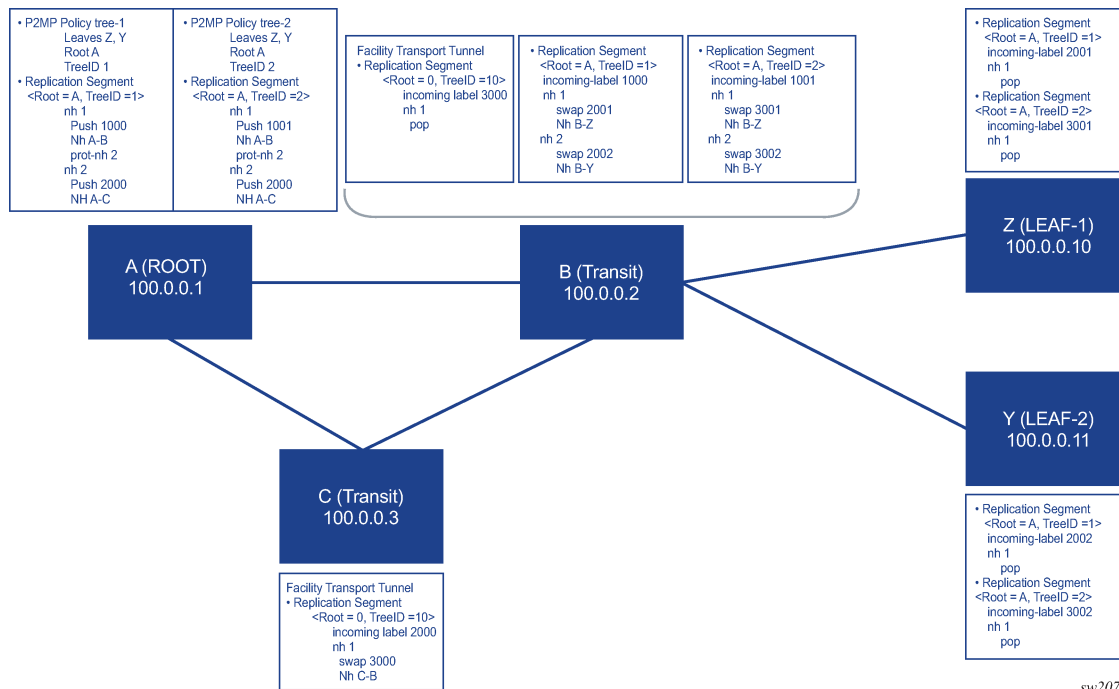 • P2MP Policy tree-1
Leaves Z, Y
Root A
TreeID 1
• Replication Segment
<Root = A, TreeID =1>
nh 1
Push 1000
Nh A-B
prot-nh 2
nh 2
Push 2000
NH A-C
• P2MP Policy tree-2
Leaves Z, Y
Root A
TreeID 2
• Replication Segment
<Root = A, TreeID =2>
nh 1
Push 1001
Nh A-B
prot-nh 2
nh 2
Push 2000
NH A-C
Facility Transport Tunnel
• Replication Segment
<Root = 0, TreeID =10>
incoming label 3000
nh 1
pop
• Replication Segment
<Root = A, TreeID =1>
incoming-label 1000
nh 1
swap 2001
Nh B-Z
nh 2
swap 2002
Nh B-Y
• Replication Segment
<Root = A, TreeID =2>
incoming-label 1001
nh 1
swap 3001
Nh B-Z
nh 2
swap 3002
Nh B-Y
• Replication Segment
<Root = A, TreeID =1>
incoming-label 2001
nh 1
pop
• Replication Segment
<Root = A, TreeID =2>
incoming-label 3001
nh 1
pop
A (ROOT)
100.0.0.1
B (Transit)
100.0.0.2
Z (LEAF-1)
100.0.0.10
Y (LEAF-2)
100.0.0.11
C (Transit)
100.0.0.3
Facility Transport Tunnel
• Replication Segment
<Root = 0, TreeID =10>
incoming label 2000
nh 1
swap 3000
Nh C-B
• Replication Segment
<Root = A, TreeID =1>
incoming-label 2002
nh 1
pop
• Replication Segment
<Root = A, TreeID =2>
incoming-label 3002
nh 1
pop